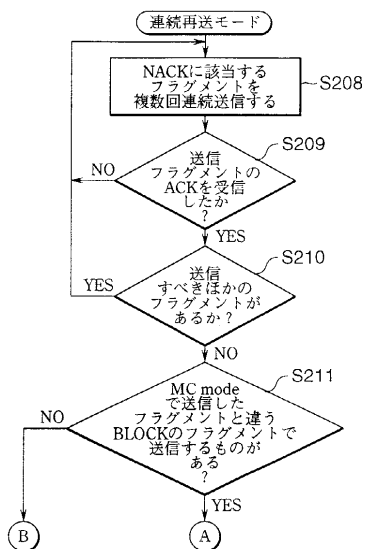 連続再送モード
NACKに該当する
フラグメントを
複数回連続送信する
S208
送信
フラグメントの
ACKを受信
したか
?
S209
NO
YES
送信
すべきほかの
フラグメントが
あるか?
S210
YES
NO
MC mode
で送信した
フラグメントと違う
BLOCKのフラグメントで
送信するものが
ある
?
S211
NO
YES
B
A